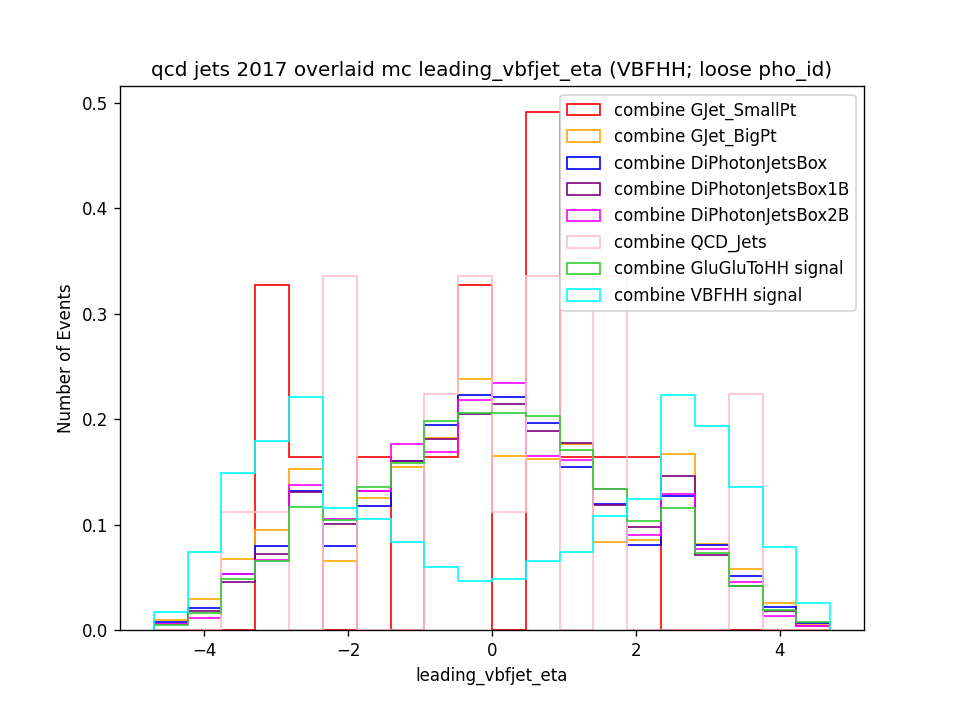 qcd jets 2017 overlaid mc leading_vbfjet_eta (VBFHH; loose pho_id)
combine GJet_SmallPt
combine GJet_BigPt
combine DiPhotonJetsBox
combine DiPhotonJetsBox1B
combine DiPhotonJetsBox2B
combine QCD_Jets
combine GluGluToHH signal
combine VBFHH signal
Number of Events
0.5
0.4
0.3
0.2
0.1
0.0
−4 −2 0 2 4
leading_vbfjet_eta